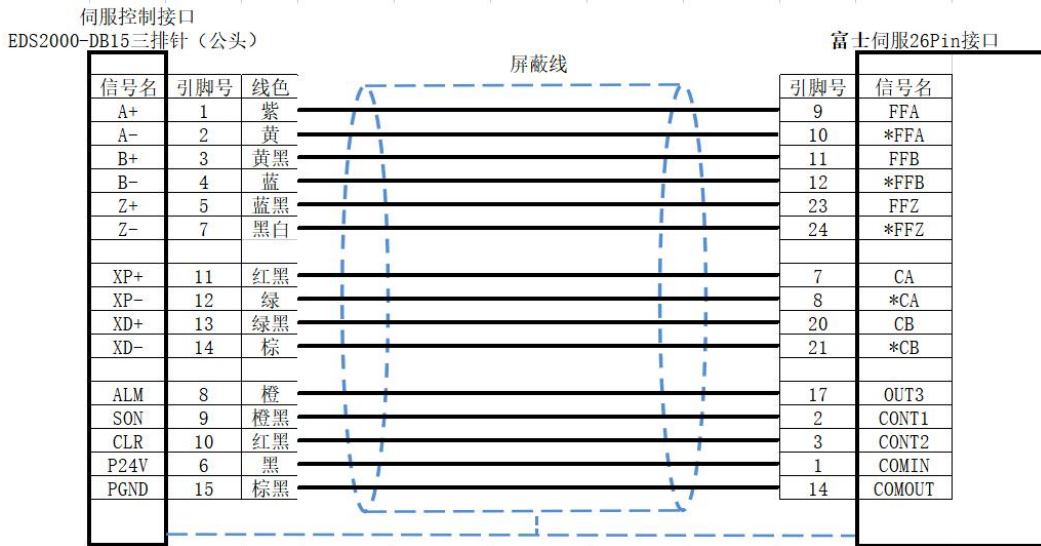 伺服控制接口
EDS2000-DB15三排针（公头）
富士伺服26Pin接口
屏蔽线
信号名 引脚号 线色 引脚号 信号名
A+ 1 紫 9 FFA
A- 2 黄 10 *FFA
B+ 3 黄黑 11 FFB
B- 4 蓝 12 *FFB
Z+ 5 蓝黑 23 FFZ
Z- 7 黑白 24 *FFZ
XP+ 11 红黑 7 CA
XP- 12 绿 8 *CA
XD+ 13 绿黑 20 CB
XD- 14 棕 21 *CB
ALM 8 橙 17 OUT3
SON 9 橙黑 2 CONT1
CLR 10 红黑 3 CONT2
P24V 6 黑 1 COMIN
PGND 15 棕黑 14 COMOUT